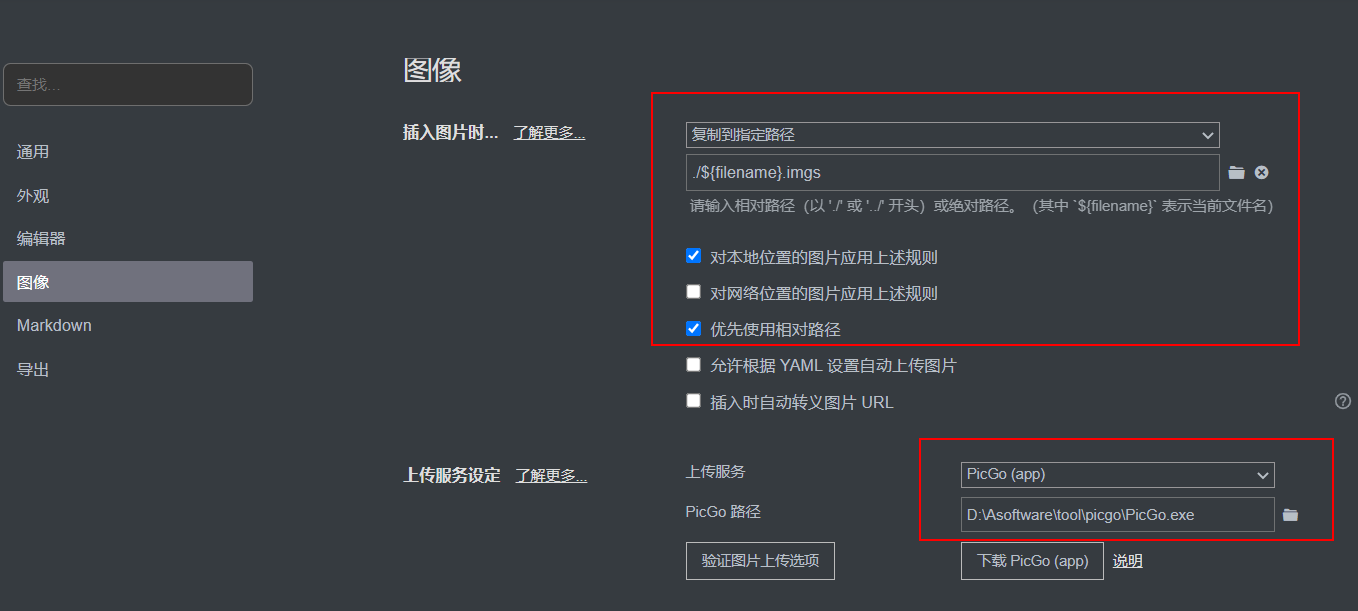 图像
查找...
插入图片时... 了解更多...
复制到指定路径
通用
./${filename}.imgs
外观
请输入相对路径（以 './' 或 '../' 开头）或绝对路径。（其中 `${filename}` 表示当前文件名）
编辑器
对本地位置的图片应用上述规则
图像
对网络位置的图片应用上述规则
Markdown
优先使用相对路径
导出
允许根据 YAML 设置自动上传图片
插入时自动转义图片 URL
上传服务设定 了解更多...
上传服务 PicGo (app)
PicGo 路径 D:\Asoftware\tool\picgo\PicGo.exe
验证图片上传选项 下载 PicGo (app) 说明